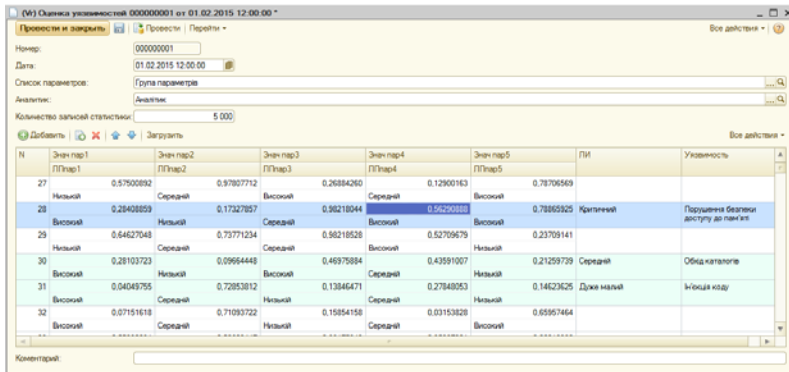 (Vr) Оценка уязвимостей 000000001 от 01.02.2015 12:00:00 *
Провести и закрыть Провести Перейти Все действия
Номер: 000000001
Дата: 01.02.2015 12:00:00
Список параметров: Група параметрів
Аналитик: Аналітик
Количество записей статистики: 5 000
Добавить Загрузить Все действия
N Знач пар1 Знач пар2 Знач пар3 Знач пар4 Знач пар5 ПИ Уязвимость
ППпар1 ППпар2 ППпар3 ППпар4 ППпар5
27 0,57500892 0,97807712 0,26884260 0,12900163 0,78706569
Низький Середній Високий Середній Високий
28 0,28408859 0,17327857 0,98218044 0,56290888 0,78865925 Критичний Порушення безпеки
Високий Низький Середній Високий Високий доступу до пам'яті
29 0,64627048 0,73771234 0,98218528 0,52709679 0,23709141
Низький Середній Високий Високий Низький
30 0,28103723 0,09664448 0,46975884 0,43591007 0,21259739 Середній Обхід каталогів
Високий Низький Високий Середній Високий
31 0,04049755 0,72853812 0,13846471 0,27848053 0,14623625 Дуже малий Ін'єкція коду
Високий Середній Низький Середній Низький
32 0,07151618 0,71093722 0,15854158 0,03153828 0,65957464
Високий Середній Низький Середній Високий
Коментарий: